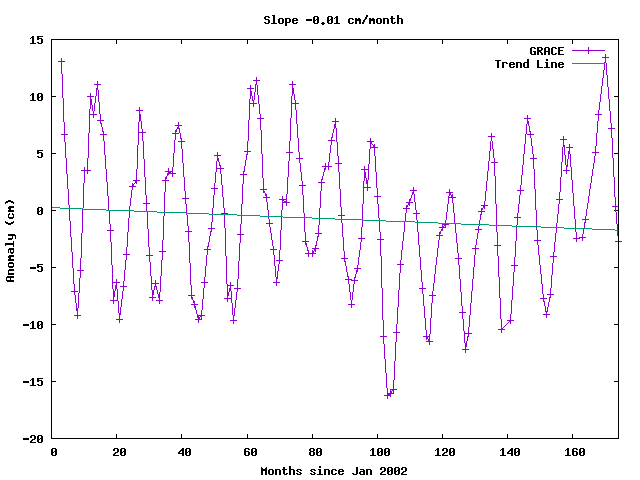 Slope -0.01 cm/month
GRACE
Trend Line
15
10
5
0
-5
-10
-15
-20
Anomaly (cm)
0 20 40 60 80 100 120 140 160
Months since Jan 2002